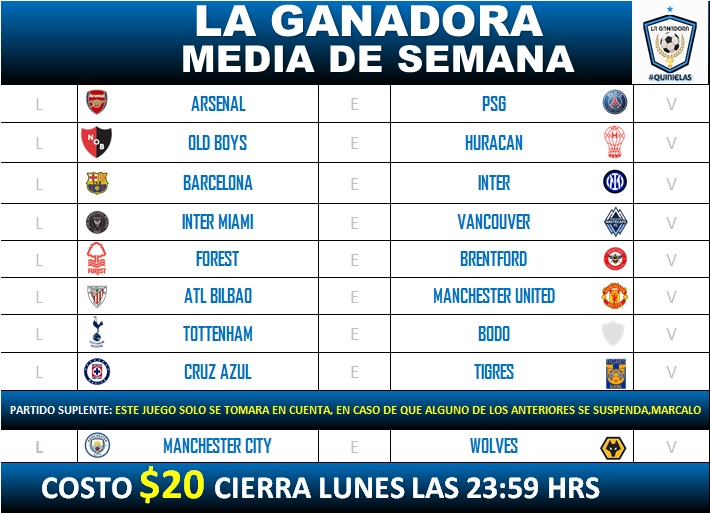 LA GANADORA
MEDIA DE SEMANA
LA GANADORA
#QUINIELAS
L ARSENAL E PSG V
L OLD BOYS E HURACAN V
L BARCELONA E INTER V
L INTER MIAMI E VANCOUVER V
L FOREST E BRENTFORD V
L ATL BILBAO E MANCHESTER UNITED V
L TOTTENHAM E BODO V
L CRUZ AZUL E TIGRES V
PARTIDO SUPLENTE: ESTE JUEGO SOLO SE TOMARA EN CUENTA, EN CASO DE QUE ALGUNO DE LOS ANTERIORES SE SUSPENDA,MARCALO
L MANCHESTER CITY E WOLVES V
COSTO $20 CIERRA LUNES LAS 23:59 HRS